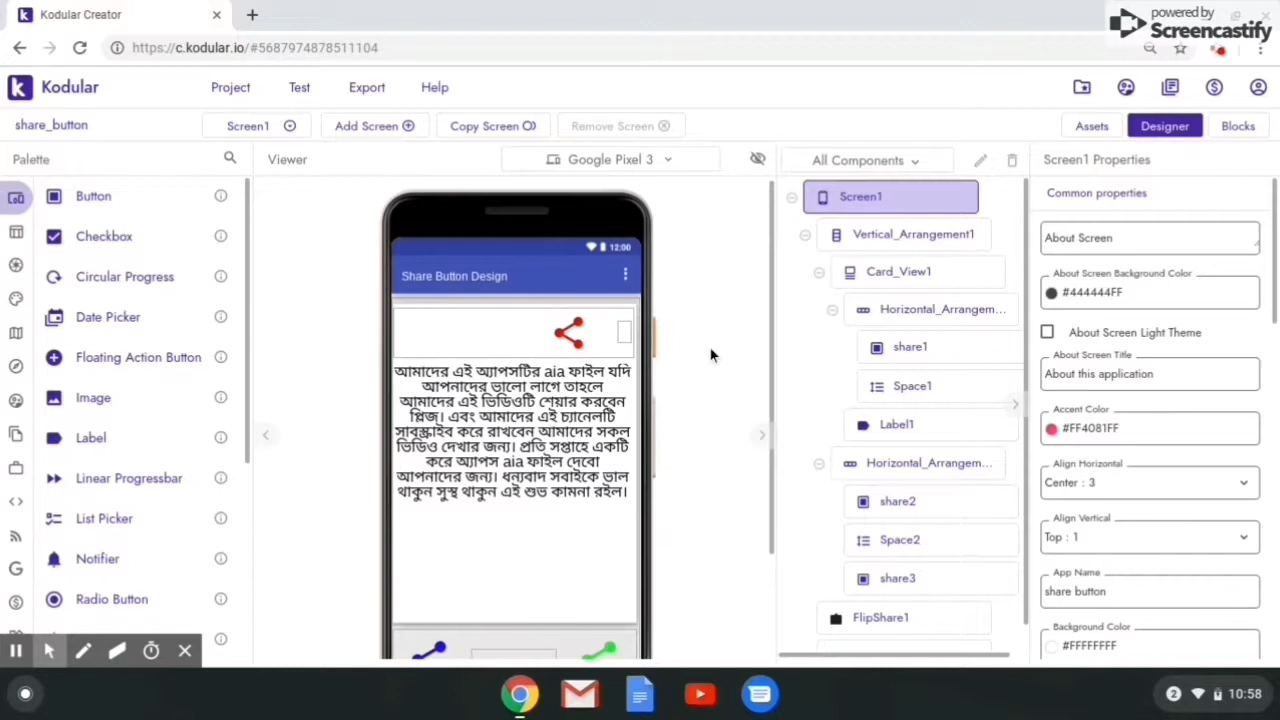 Kodular Creator
powered by
Screencastify
https://c.kodular.io/#5687974878511104
Kodular
Project
Test
Export
Help
share_button
Screen1
Add Screen
Copy Screen
Remove Screen
Assets
Designer
Blocks
Palette
Viewer
Google Pixel 3
All Components
Screen1 Properties
Button
Checkbox
Circular Progress
Date Picker
Floating Action Button
Image
Label
Linear Progressbar
List Picker
Notifier
Radio Button
12:00
Share Button Design
আমাদের এই অ্যাপসটির aia ফাইল যদি
আপনাদের ভালো লাগে তাহলে
আমাদের এই ভিডিওটি শেয়ার করবেন
প্লিজ। এবং আমাদের এই চ্যানেলটি
সাবস্ক্রাইব করে রাখবেন আমাদের সকল
ভিডিও দেখার জন্য। প্রতি সপ্তাহে একটি
করে অ্যাপস aia ফাইল দেবো
আপনাদের জন্য। ধন্যবাদ সবাইকে ভাল
থাকুন সুস্থ থাকুন এই শুভ কামনা রইল।
Screen1
Vertical_Arrangement1
Card_View1
Horizontal_Arrangem...
share1
Space1
Label1
Horizontal_Arrangem...
share2
Space2
share3
FlipShare1
Common properties
About Screen
About Screen Background Color
#444444FF
About Screen Light Theme
About Screen Title
About this application
Accent Color
#FF4081FF
Align Horizontal
Center : 3
Align Vertical
Top : 1
App Name
share button
Background Color
#FFFFFFFF
2
10:58